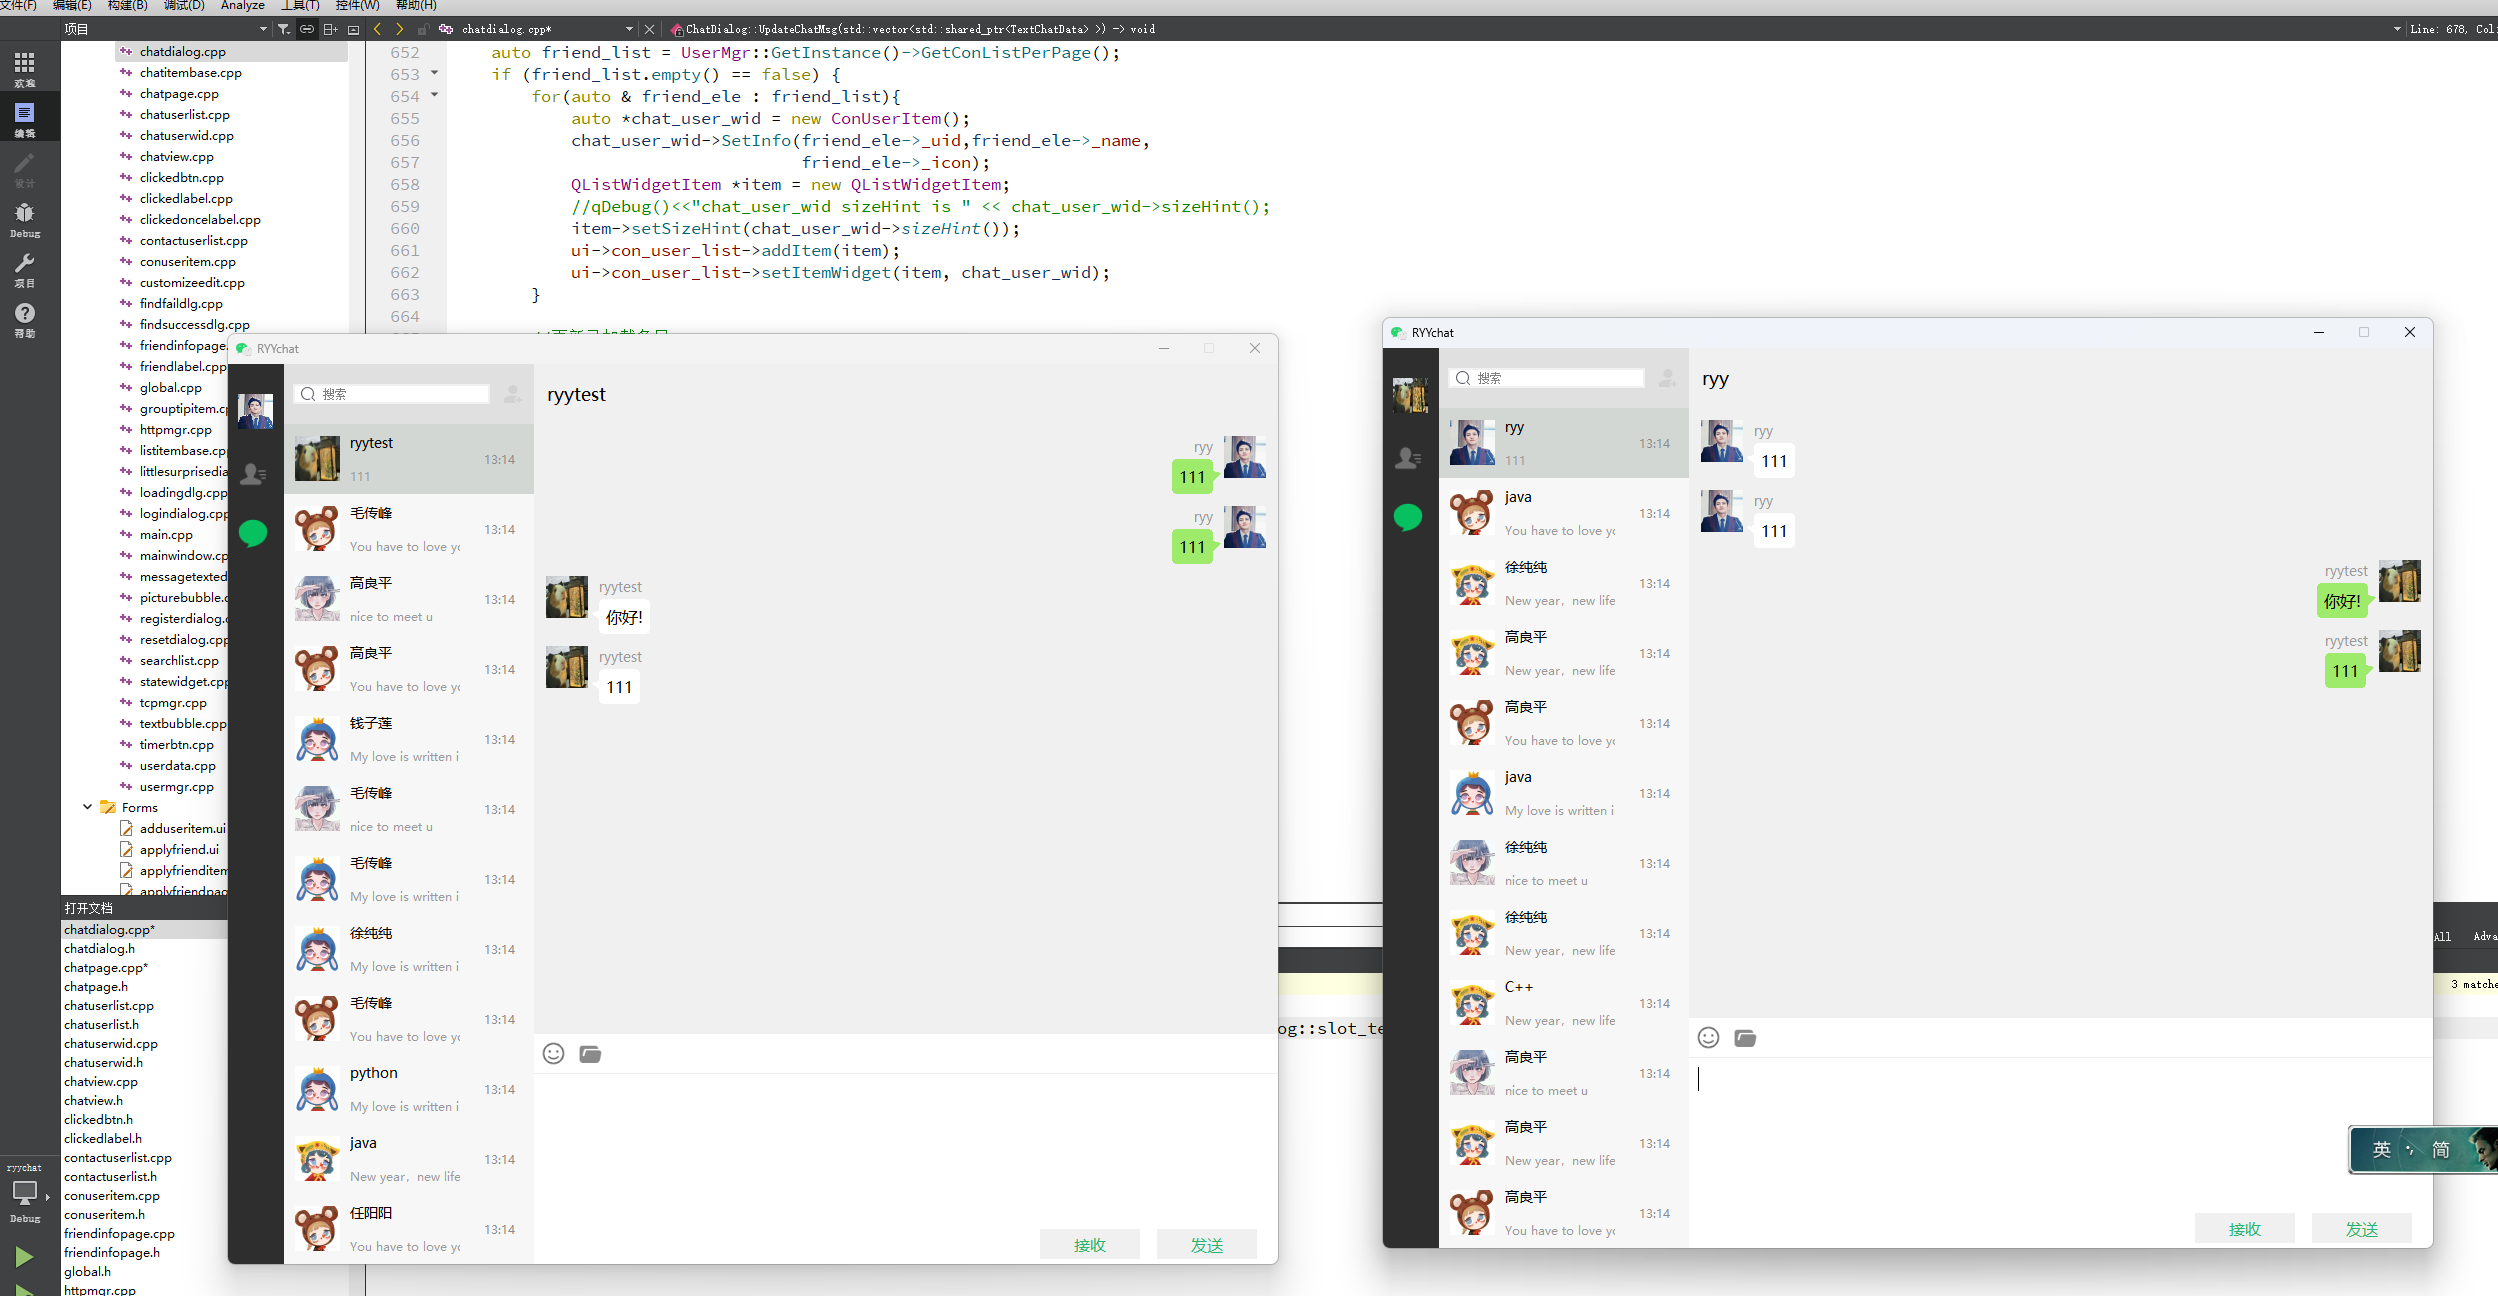 文件(F) 编辑(E) 构建(B) 调试(D) Analyze 工具(T) 控件(W) 帮助(H)
项目
chatdialog.cpp*
ChatDialog::UpdateChatMsg(std::vector<std::shared_ptr<TextChatData> >) -> void
Line: 678, Col:
欢迎
编辑
设计
Debug
项目
帮助
chatdialog.cpp
chatitembase.cpp
chatpage.cpp
chatuserlist.cpp
chatuserwid.cpp
chatview.cpp
clickedbtn.cpp
clickedlabel.cpp
clickedoncelabel.cpp
contactuserlist.cpp
conuseritem.cpp
customizeedit.cpp
findfaildlg.cpp
findsuccessdlg.cpp
friendinfopage.
friendlabel.cpp
global.cpp
grouptipitem.c
httpmgr.cpp
listitembase.cp
littlesurprisedia
loadingdlg.cpp
logindialog.cpp
main.cpp
mainwindow.cp
messagetexted
picturebubble.c
registerdialog.c
resetdialog.cpp
searchlist.cpp
statewidget.cpp
tcpmgr.cpp
textbubble.cpp
timerbtn.cpp
userdata.cpp
usermgr.cpp
Forms
adduseritem.ui
applyfriend.ui
applyfrienditem
applyfriendpag
打开文档
chatdialog.cpp*
chatdialog.h
chatpage.cpp*
chatpage.h
chatuserlist.cpp
chatuserlist.h
chatuserwid.cpp
chatuserwid.h
chatview.cpp
chatview.h
clickedbtn.h
clickedlabel.h
contactuserlist.cpp
contactuserlist.h
conuseritem.cpp
conuseritem.h
friendinfopage.cpp
friendinfopage.h
global.h
httpmgr.cpp
ryychat
Debug
652 auto friend_list = UserMgr::GetInstance()->GetConListPerPage();
653 if (friend_list.empty() == false) {
654 for(auto & friend_ele : friend_list){
655 auto *chat_user_wid = new ConUserItem();
656 chat_user_wid->SetInfo(friend_ele->_uid,friend_ele->_name,
657 friend_ele->_icon);
658 QListWidgetItem *item = new QListWidgetItem;
659 //qDebug()<<"chat_user_wid sizeHint is " << chat_user_wid->sizeHint();
660 item->setSizeHint(chat_user_wid->sizeHint());
661 ui->con_user_list->addItem(item);
662 ui->con_user_list->setItemWidget(item, chat_user_wid);
663 }
664
RYYchat
搜索
ryytest
ryytest
13:14
111
毛传峰
13:14
You have to love yo
高良平
13:14
nice to meet u
高良平
13:14
You have to love yo
钱子莲
13:14
My love is written i
毛传峰
13:14
nice to meet u
毛传峰
13:14
My love is written i
徐纯纯
13:14
My love is written i
毛传峰
13:14
You have to love yo
python
13:14
My love is written i
java
13:14
New year, new life
任阳阳
13:14
You have to love yo
ryy
111
ryy
111
ryytest
你好!
ryytest
111
接收
发送
og::slot_te
RYYchat
搜索
ryy
ryy
13:14
111
java
13:14
You have to love yo
徐纯纯
13:14
New year, new life
高良平
13:14
New year, new life
高良平
13:14
You have to love yo
java
13:14
My love is written i
徐纯纯
13:14
nice to meet u
徐纯纯
13:14
New year, new life
C++
13:14
New year, new life
高良平
13:14
nice to meet u
高良平
13:14
New year, new life
高良平
13:14
You have to love yo
ryy
111
ryy
111
ryytest
你好!
ryytest
111
接收
发送
All Adva
3 matche
英 简